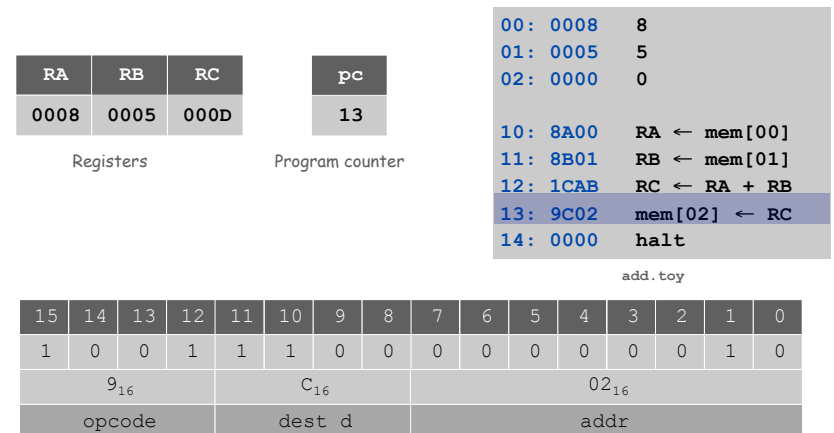 RA RB RC
0008 0005 000D
Registers
pc
13
Program counter
00: 0008 8
01: 0005 5
02: 0000 0
10: 8A00 RA ← mem[00]
11: 8B01 RB ← mem[01]
12: 1CAB RC ← RA + RB
13: 9C02 mem[02] ← RC
14: 0000 halt
add.toy
15 14 13 12 11 10 9 8 7 6 5 4 3 2 1 0
1 0 0 1 1 1 0 0 0 0 0 0 0 0 1 0
9₁₆ C₁₆ 02₁₆
opcode dest d addr